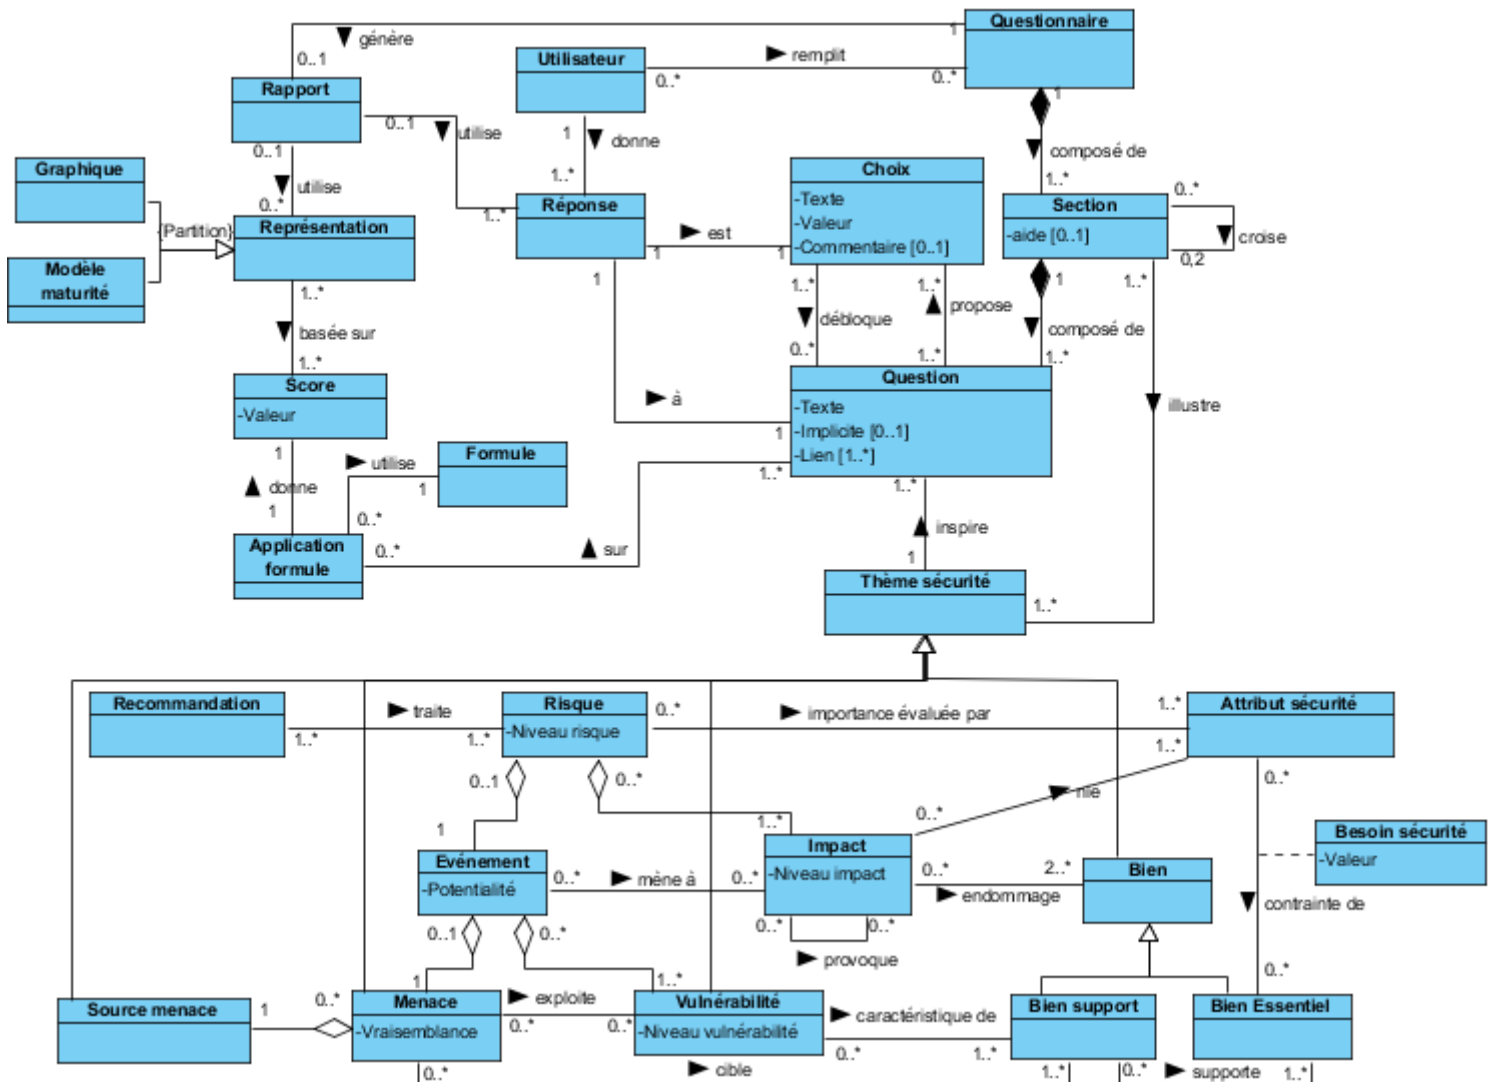 Questionnaire
1
génère
0..1
Utilisateur
remplit
0..*
0..*
Rapport
0..1
utilise
1
donne
1
composé de
0..1
utilise
0..*
1..*
1..*
Graphique
{Partition}
Représentation
Réponse
est
1
1
Choix
-Texte
-Valeur
-Commentaire [0..1]
1..*
Section
-aide [0..1]
0..*
croise
0,2
Modèle
maturité
1..*
basée sur
1..*
1
1..*
débloque
0..*
1..*
propose
1..*
1
composé de
1..*
1..*
illustre
Score
-Valeur
à
1
Question
-Texte
-Implicite [0..1]
-Lien [1..*]
1
donne
1
utilise
1
Formule
0..*
1..*
1..*
inspire
1
Application
formule
0..*
sur
Thème sécurité
1..*
Recommandation
traite
1..*
1..*
Risque
-Niveau risque
0..*
importance évaluée par
1..*
1..*
Attribut sécurité
0..1
0..*
0..*
nie
0..*
1
1..*
Besoin sécurité
-Valeur
Evénement
-Potentialité
0..*
mène à
0..*
Impact
-Niveau impact
0..*
endommage
2..*
Bien
contrainte de
0..1
0..*
0..*
0..*
provoque
0..*
1
1..*
Source menace
1
0..*
Menace
-Vraisemblance
exploite
0..*
0..*
Vulnérabilité
-Niveau vulnérabilité
caractéristique de
0..*
1..*
Bien support
Bien Essentiel
0..*
cible
1..*
0..*
supporte
1..*